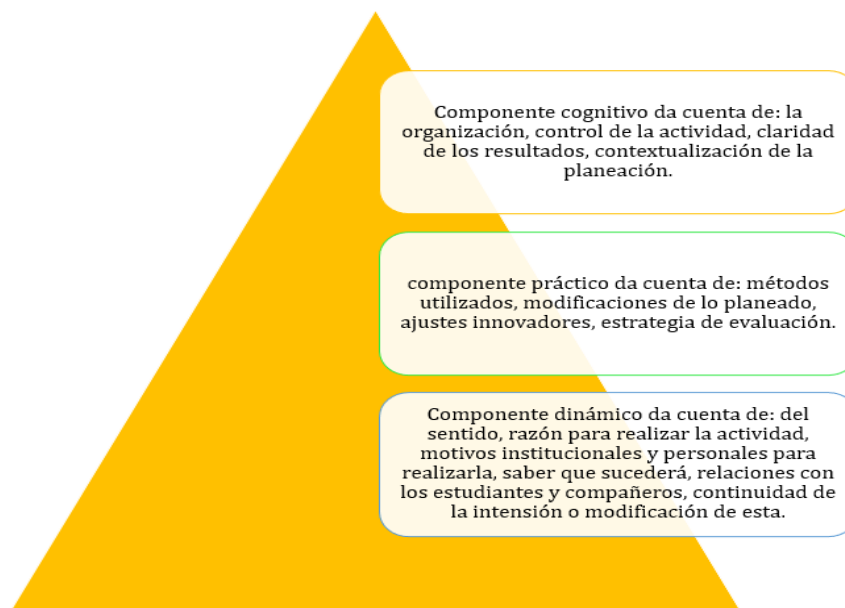 Componente cognitivo da cuenta de: la
organización, control de la actividad, claridad
de los resultados, contextualización de la
planeación.
componente práctico da cuenta de: métodos
utilizados, modificaciones de lo planeado,
ajustes innovadores, estrategia de evaluación.
Componente dinámico da cuenta de: del
sentido, razón para realizar la actividad,
motivos institucionales y personales para
realizarla, saber que sucederá, relaciones con
los estudiantes y compañeros, continuidad de
la intensión o modificación de esta.